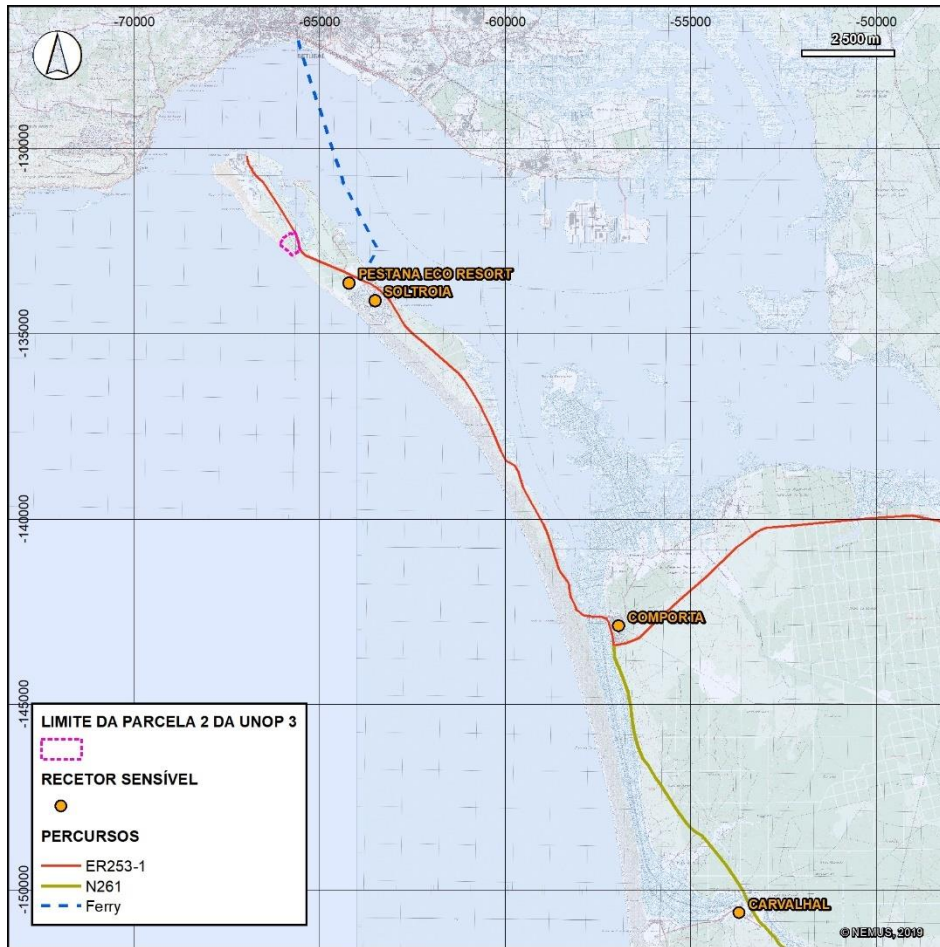 -70000 -65000 -60000 -55000 -50000
2 500 m
-130000
PESTANA ECO RESORT
SOLTROIA
-135000
-140000
COMPORTA
-145000
LIMITE DA PARCELA 2 DA UNOP 3
RECETOR SENSÍVEL
PERCURSOS
ER253-1
N261
Ferry
-150000
CARVALHAL
© NEMUS, 2019